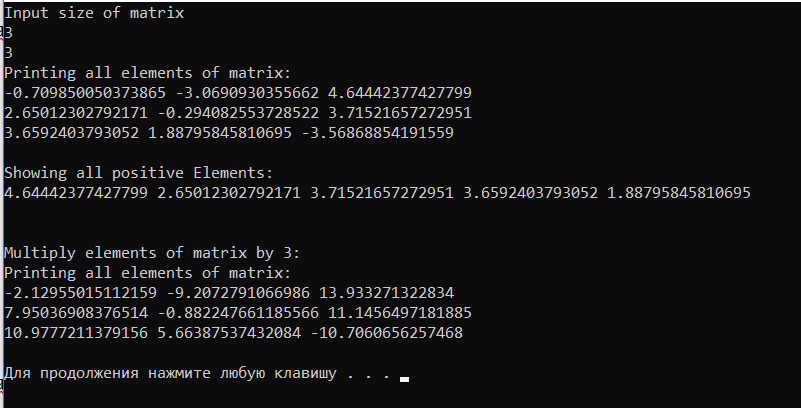 Input size of matrix
3
3
Printing all elements of matrix:
-0.709850050373865 -3.0690930355662 4.64442377427799
2.65012302792171 -0.294082553728522 3.71521657272951
3.6592403793052 1.88795845810695 -3.56868854191559
Showing all positive Elements:
4.64442377427799 2.65012302792171 3.71521657272951 3.6592403793052 1.88795845810695
Multiply elements of matrix by 3:
Printing all elements of matrix:
-2.12955015112159 -9.2072791066986 13.933271322834
7.95036908376514 -0.882247661185566 11.1456497181885
10.9777211379156 5.66387537432084 -10.7060656257468
Для продолжения нажмите любую клавишу . . .